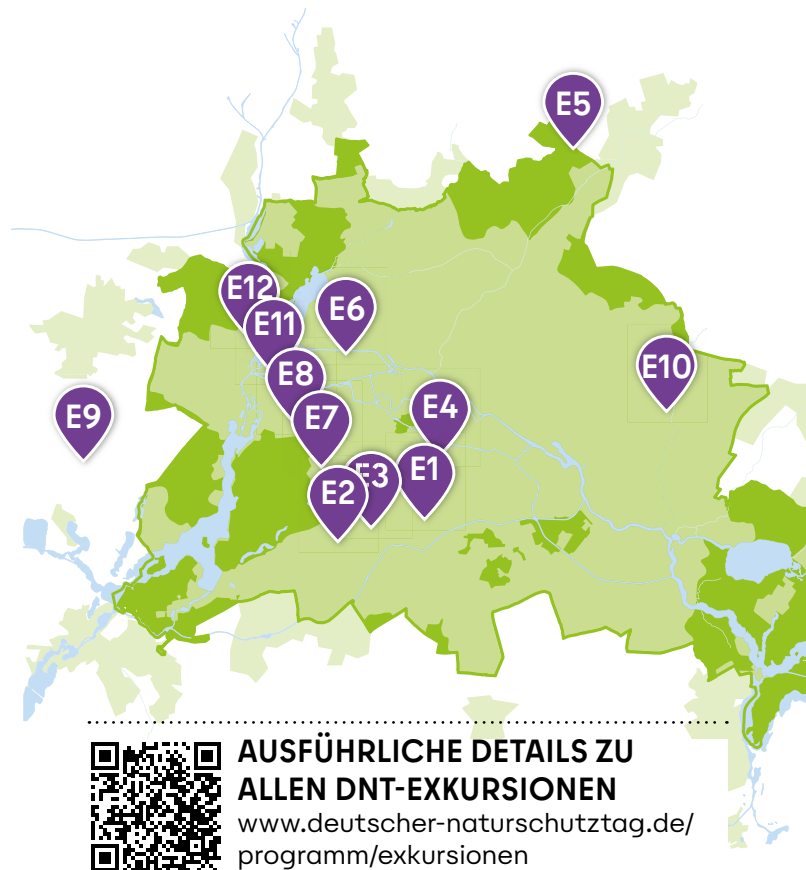 E5
E12
E6
E11
E8
E10
E9
E7
E4
E1
E3
E2
AUSFÜHRLICHE DETAILS ZU
ALLEN DNT-EXKURSIONEN
www.deutscher-naturschutztag.de/
programm/exkursionen